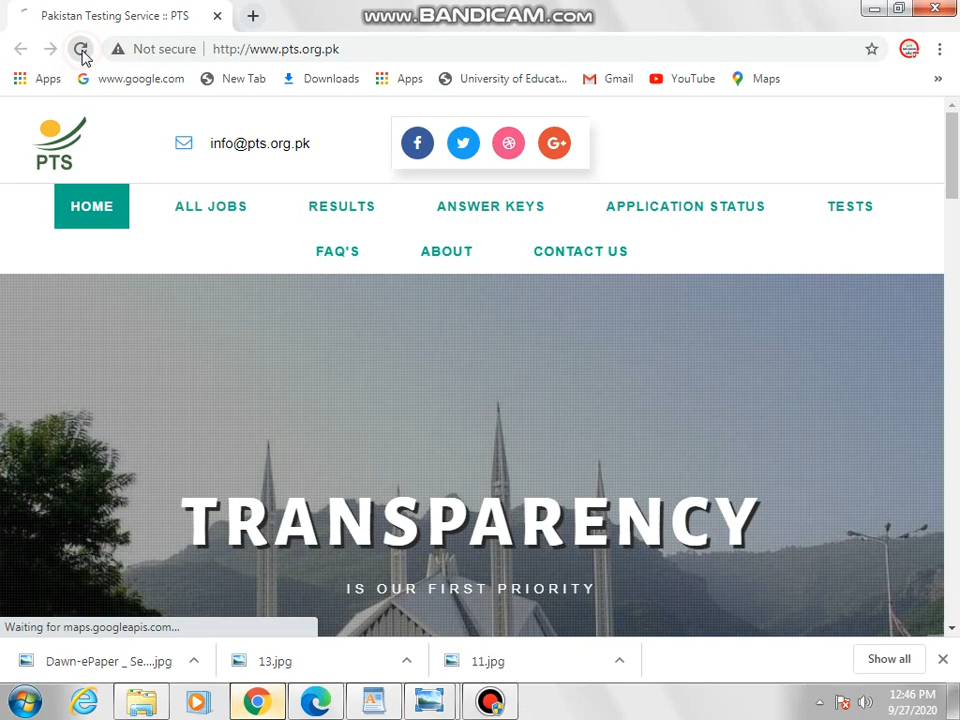 Pakistan Testing Service :: PTS
www.BANDICAM.com
Not secure
http://www.pts.org.pk
Apps
www.google.com
New Tab
Downloads
Apps
University of Educat...
Gmail
YouTube
Maps
»
PTS
info@pts.org.pk
G+
HOME
ALL JOBS
RESULTS
ANSWER KEYS
APPLICATION STATUS
TESTS
FAQ'S
ABOUT
CONTACT US
TRANSPARENCY
IS OUR FIRST PRIORITY
Waiting for maps.googleapis.com...
Dawn-ePaper _ Se....jpg
13.jpg
11.jpg
Show all
12:46 PM
9/27/2020